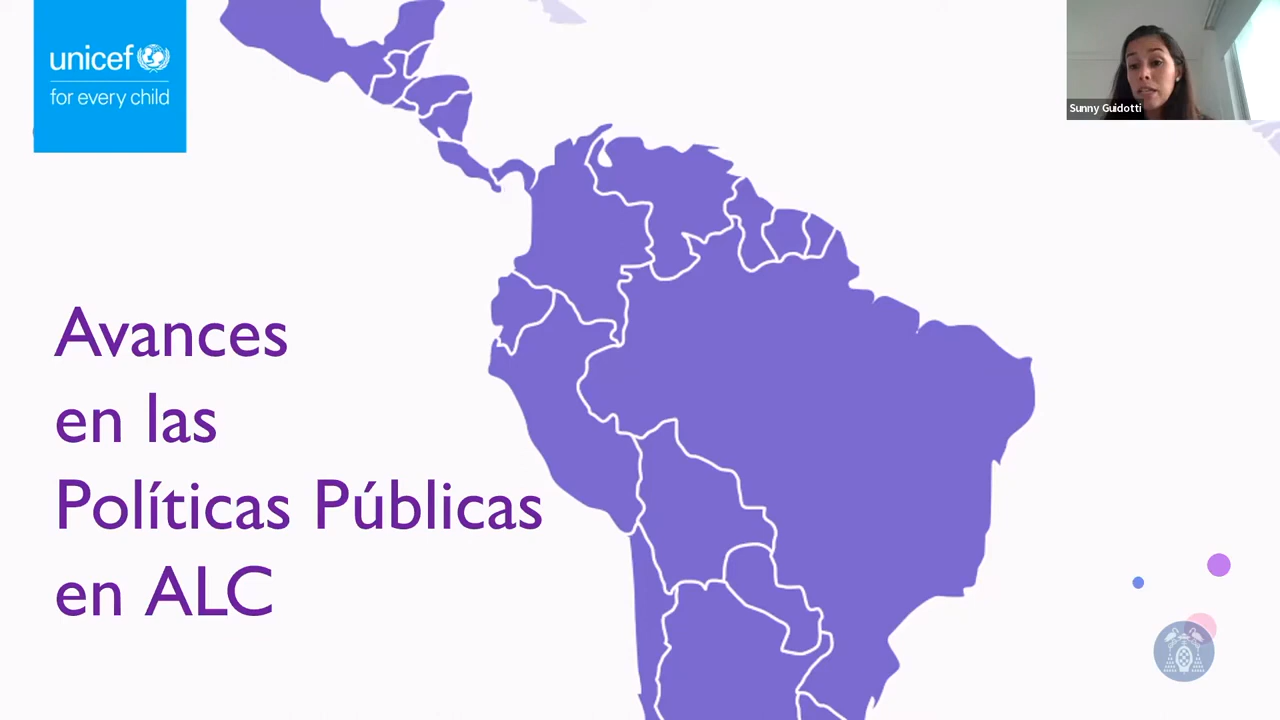 unicef
for every child
Sunny Guidotti
Avances
en las
Políticas Públicas
en ALC